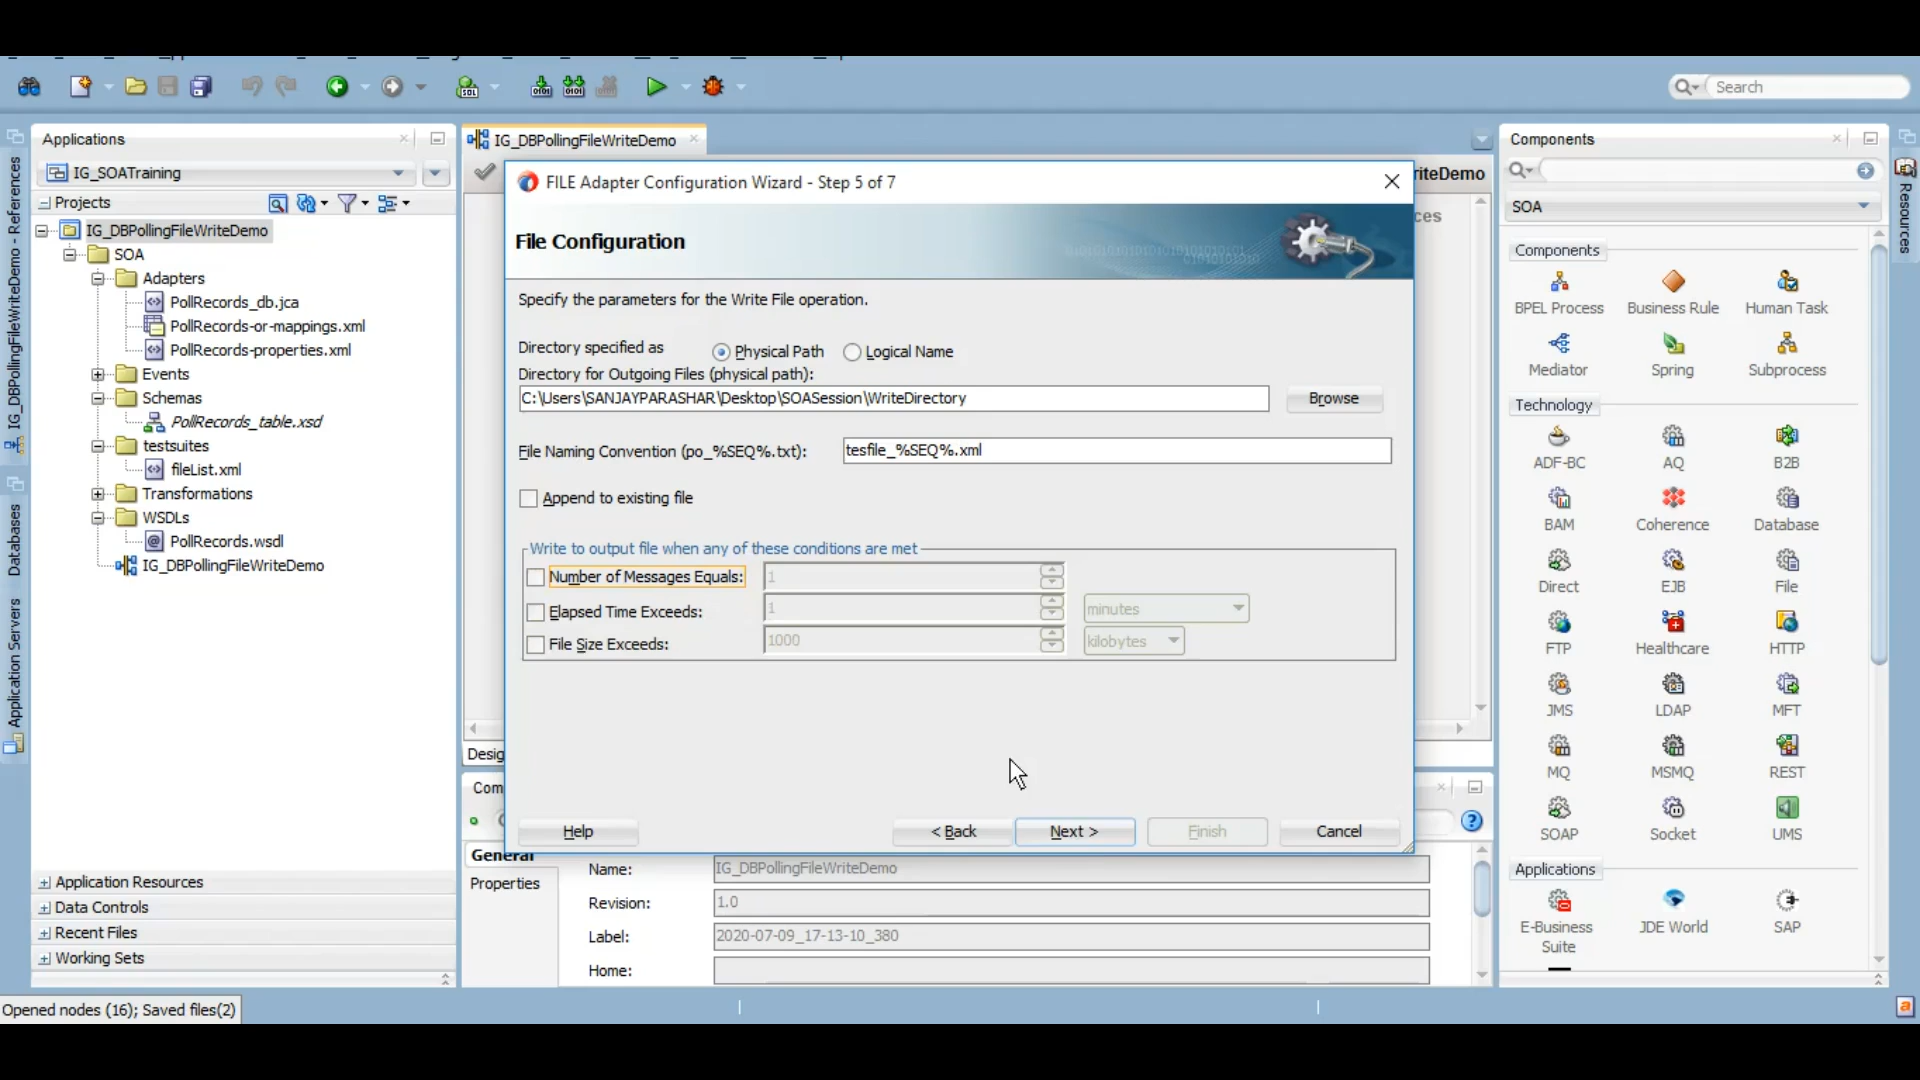 Search
Applications
IG_SOATraining
Projects
IG_DBPollingFileWriteDemo
SOA
Adapters
PollRecords_db.jca
PollRecords-or-mappings.xml
PollRecords-properties.xml
Events
Schemas
PollRecords_table.xsd
testsuites
fileList.xml
Transformations
WSDLs
PollRecords.wsdl
IG_DBPollingFileWriteDemo
Application Resources
Data Controls
Recent Files
Working Sets
IG_DBPollingFileWriteDemo - References
Databases
Application Servers
IG_DBPollingFileWriteDemo
iteDemo
ces
FILE Adapter Configuration Wizard - Step 5 of 7
File Configuration
Specify the parameters for the Write File operation.
Directory specified as
Physical Path
Logical Name
Directory for Outgoing Files (physical path):
C:\Users\SANJAYPARASHAR\Desktop\SOASession\WriteDirectory
Browse
File Naming Convention (po_%SEQ%.txt):
tesfile_%SEQ%.xml
Append to existing file
Write to output file when any of these conditions are met
Number of Messages Equals:
1
Elapsed Time Exceeds:
1
minutes
File Size Exceeds:
1000
kilobytes
Help
< Back
Next >
Finish
Cancel
Desig
Com
General
Properties
Name:
IG_DBPollingFileWriteDemo
Revision:
1.0
Label:
2020-07-09_17-13-10_380
Home:
Components
SOA
Components
BPEL Process
Business Rule
Human Task
Mediator
Spring
Subprocess
Technology
ADF-BC
AQ
B2B
BAM
Coherence
Database
Direct
EJB
File
FTP
Healthcare
HTTP
JMS
LDAP
MFT
MQ
MSMQ
REST
SOAP
Socket
UMS
Applications
E-Business
Suite
JDE World
SAP
Resources
Opened nodes (16); Saved files(2)